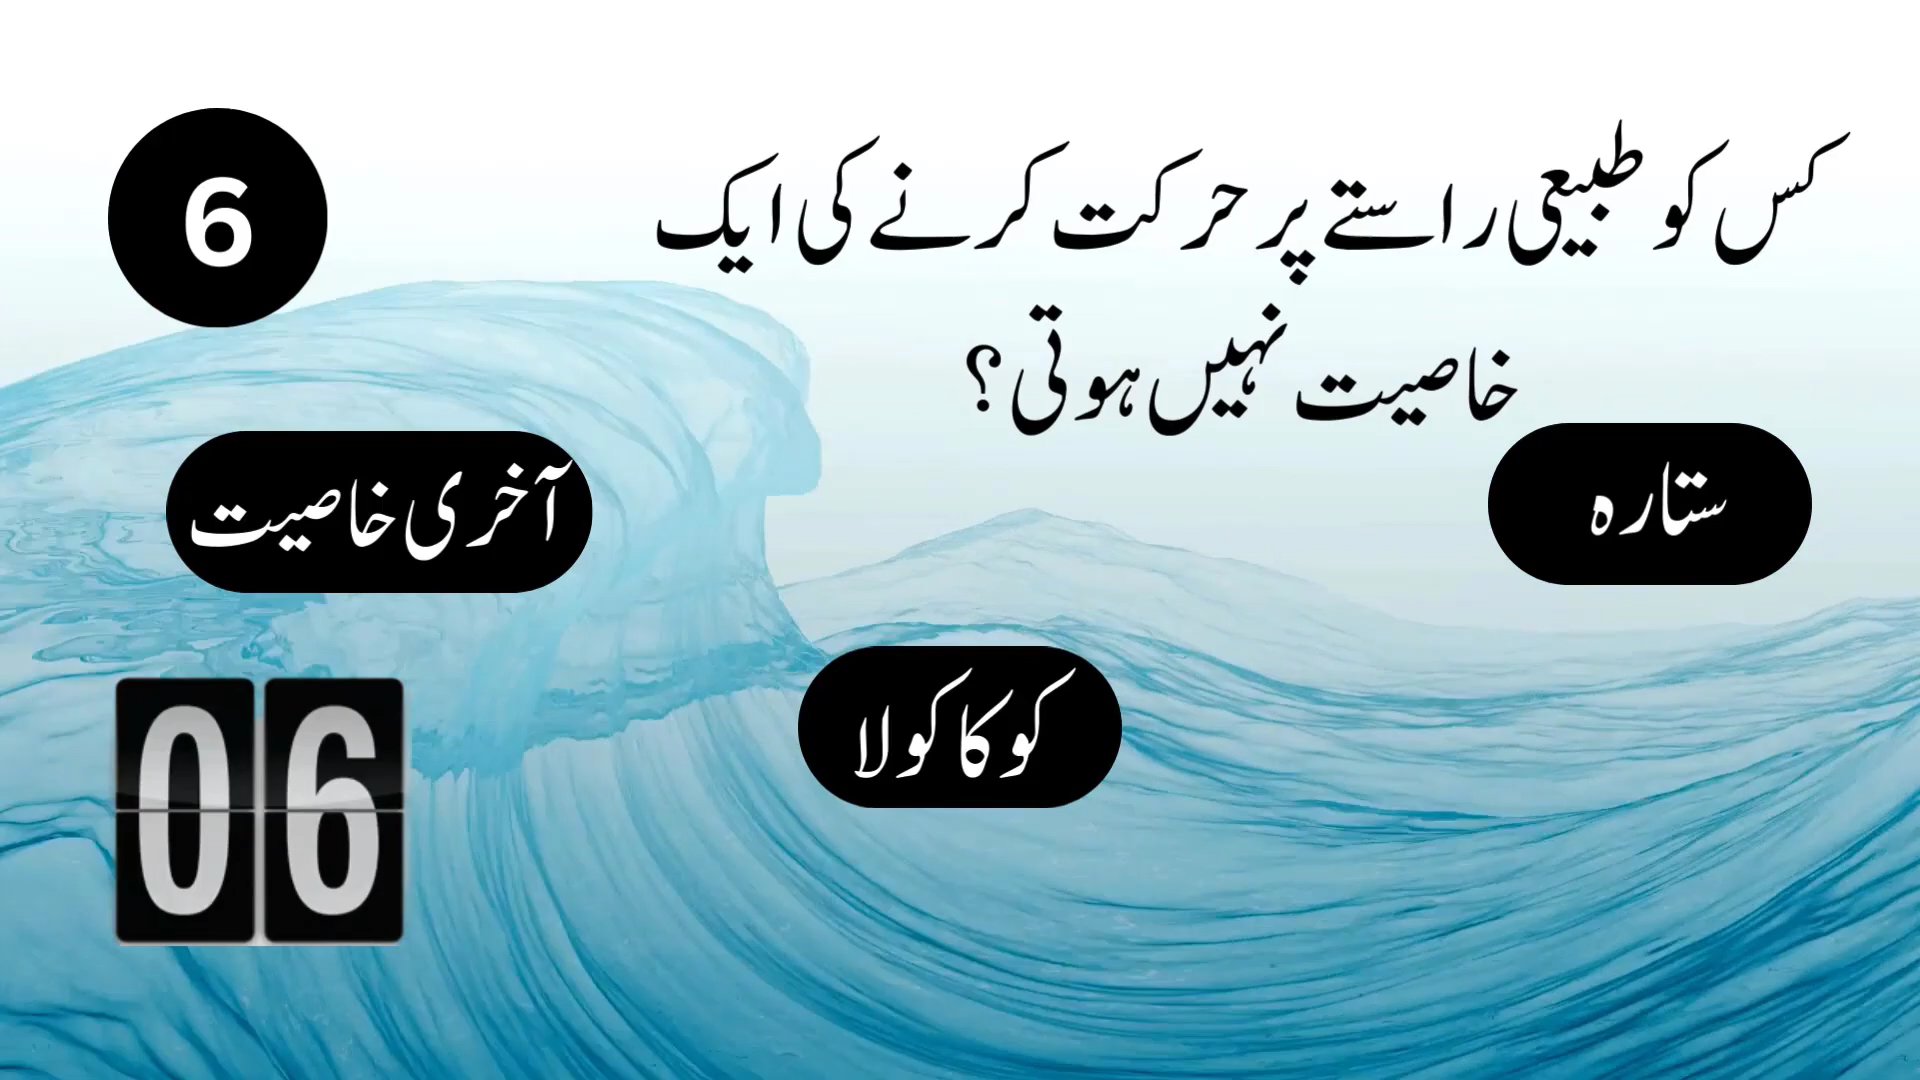 6
کس کو طبیعی راستے پر حرکت کرنے کی ایک
خاصیت نہیں ہوتی؟
ستارہ
آخری خاصیت
کوکا کولا
06